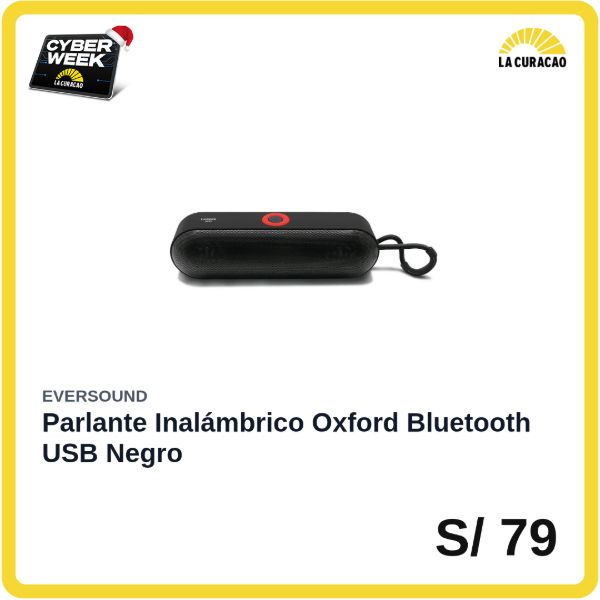 CYBER
WEEK
LA CURACAO
LA CURACAO
EVERSOUND
Parlante Inalámbrico Oxford Bluetooth
USB Negro
S/ 79